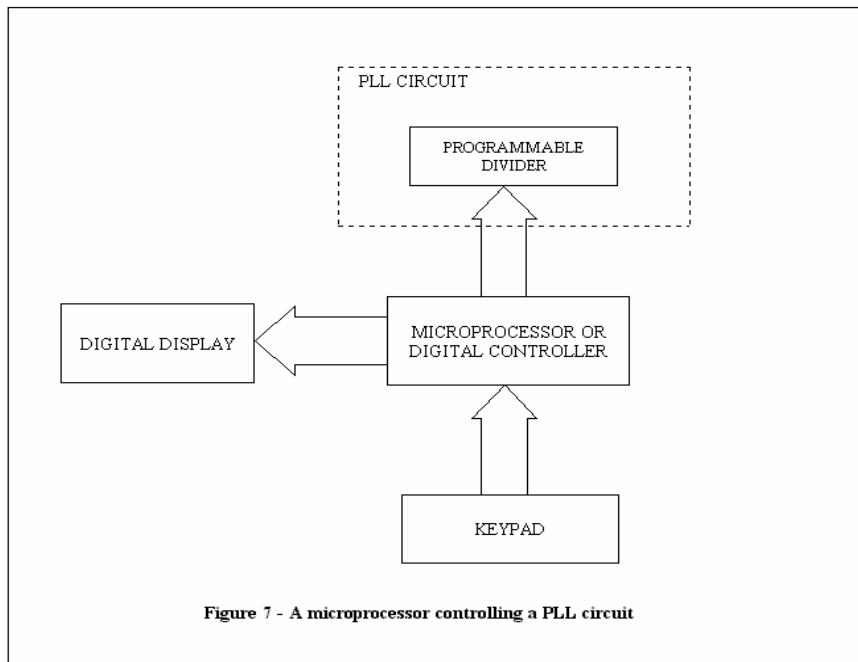 PLL CIRCUIT
PROGRAMMABLE
DIVIDER
DIGITAL DISPLAY
MICROPROCESSOR OR
DIGITAL CONTROLLER
KEYPAD
Figure 7 - A microprocessor controlling a PLL circuit